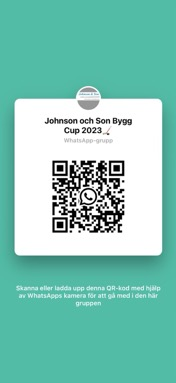 Johnson och Son Bygg
Cup 2023🏒
WhatsApp-grupp
Skanna eller ladda upp denna QR-kod med hjälp
av WhatsApps kamera för att gå med i den här
gruppen